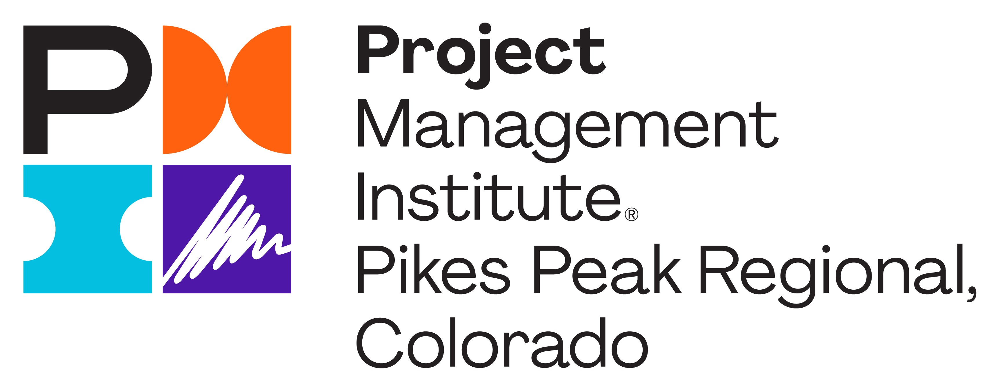 Project
Management
Institute®
Pikes Peak Regional,
Colorado